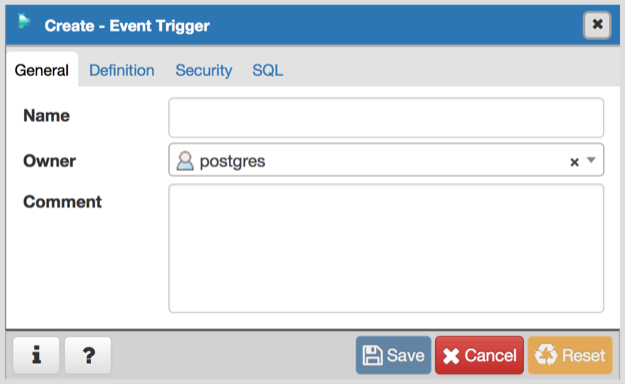 Create - Event Trigger
General Definition Security SQL
Name
Owner postgres
Comment
i ? Save Cancel Reset